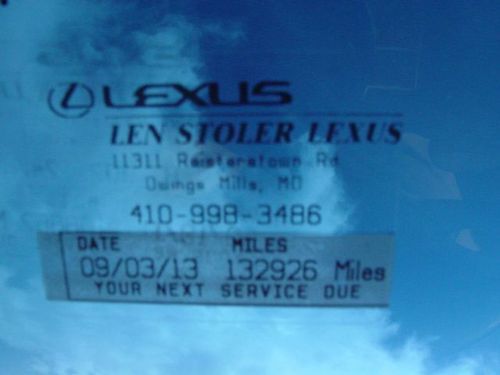 LEXUS
LEN STOLER LEXUS
11311 Reisterstown Rd
Owings Mills, MD
410-998-3486
DATE MILES
09/03/13 132926 Miles
YOUR NEXT SERVICE DUE